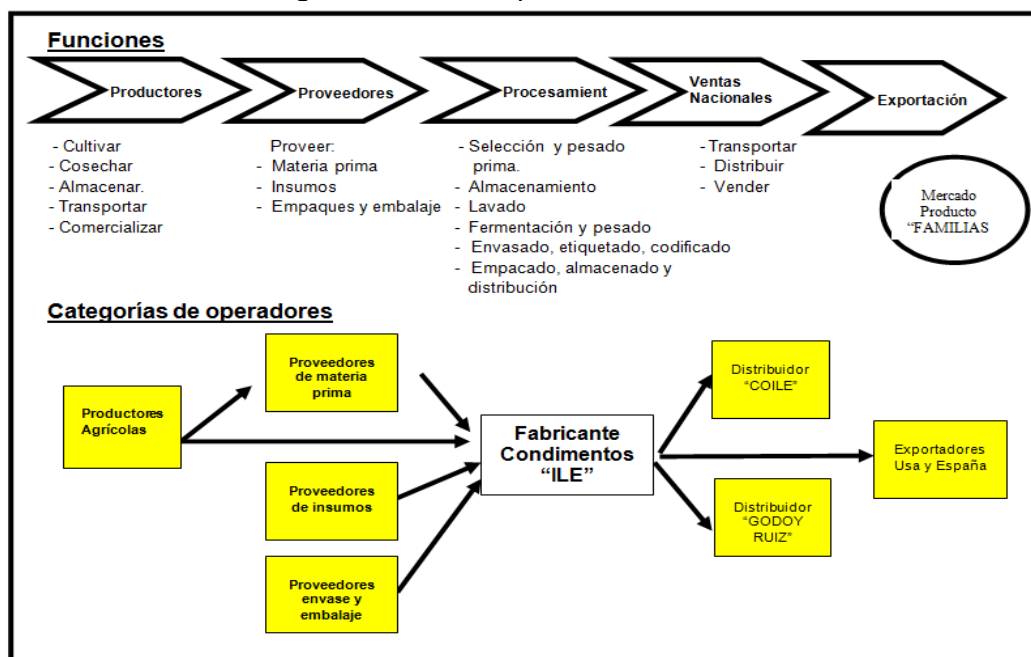 Funciones
Productores
Proveedores
Procesamient
Ventas
Nacionales
Exportación
- Cultivar
- Cosechar
- Almacenar.
- Transportar
- Comercializar
Proveer:
- Materia prima
- Insumos
- Empaques y embalaje
- Selección y pesado
prima.
- Almacenamiento
- Lavado
- Fermentación y pesado
- Envasado, etiquetado, codificado
- Empacado, almacenado y
distribución
- Transportar
- Distribuir
- Vender
Mercado
Producto
“FAMILIAS
Categorías de operadores
Productores
Agrícolas
Proveedores
de materia
prima
Proveedores
de insumos
Proveedores
envase y
embalaje
Fabricante
Condimentos
“ILE”
Distribuidor
“COILE”
Distribuidor
“GODOY
RUIZ”
Exportadores
Usa y España